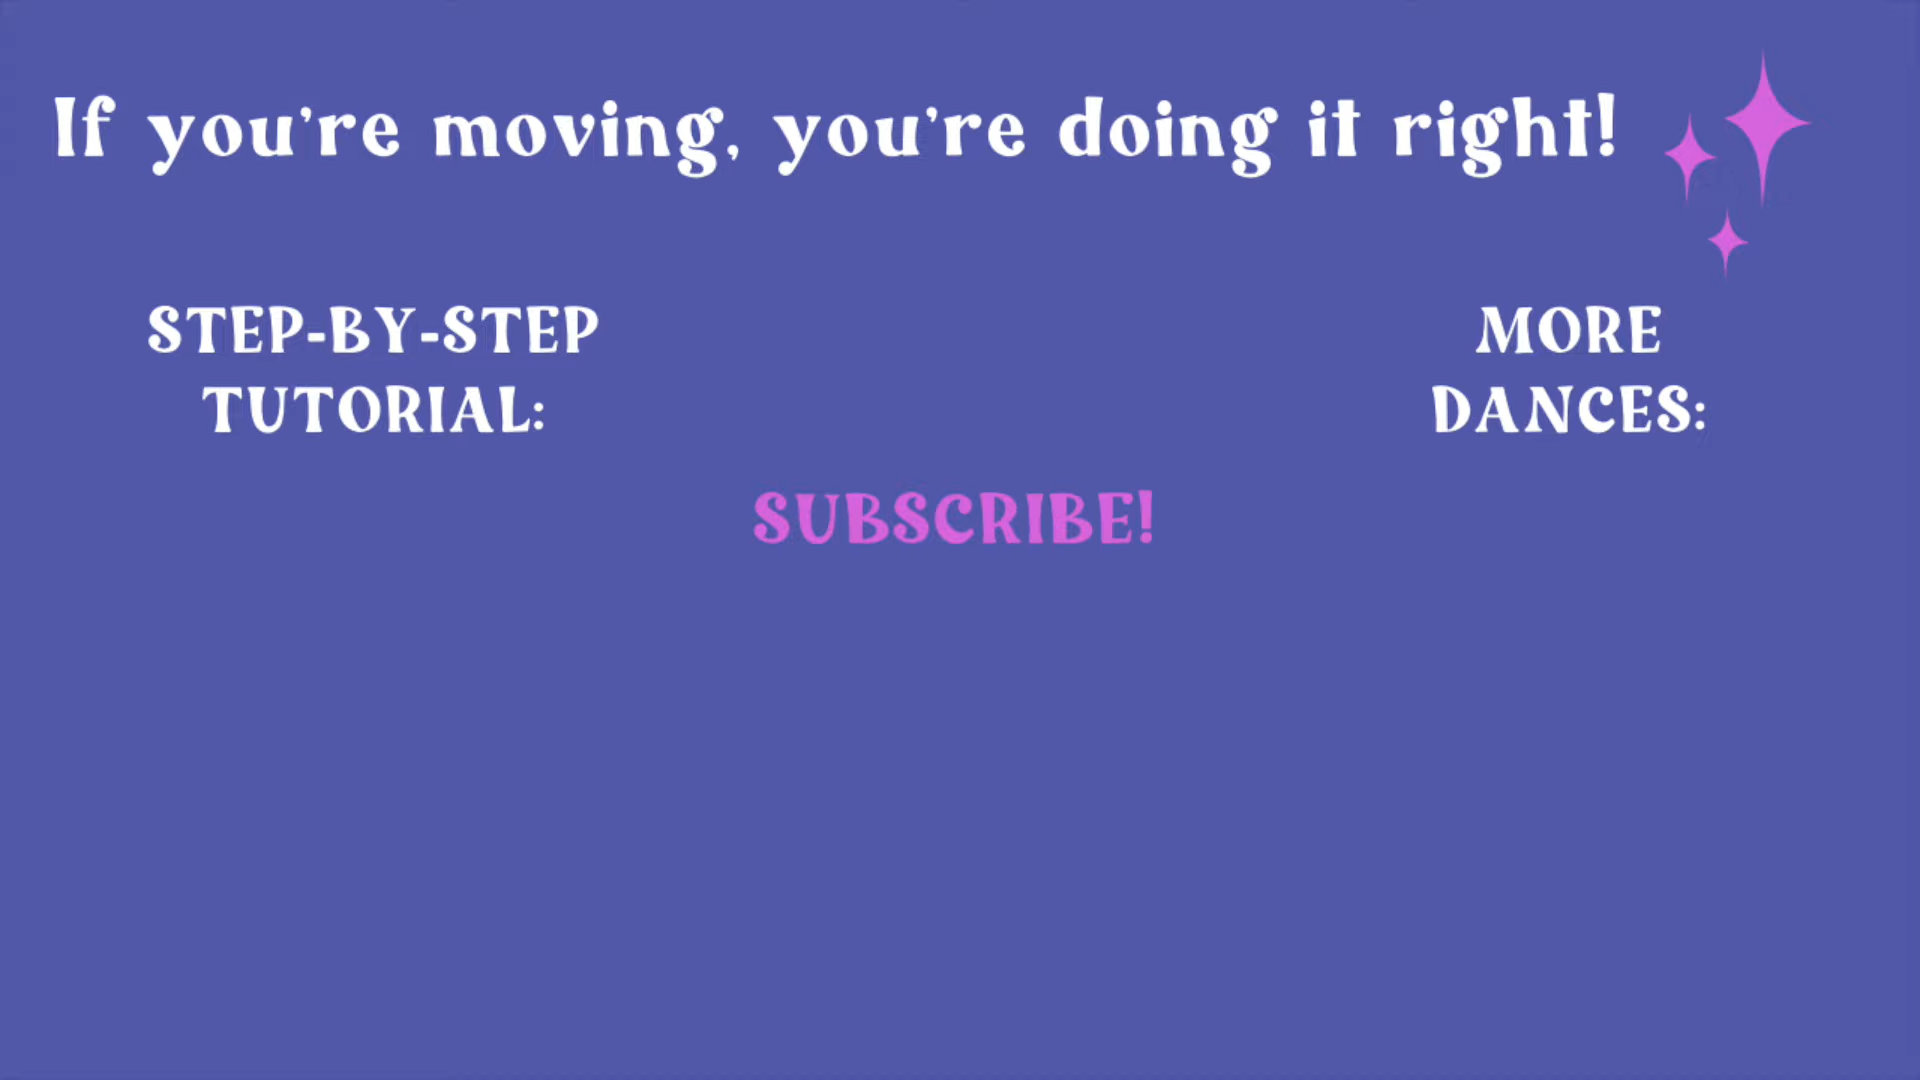 If you're moving, you're doing it right!
STEP-BY-STEP
TUTORIAL:
MORE
DANCES:
SUBSCRIBE!